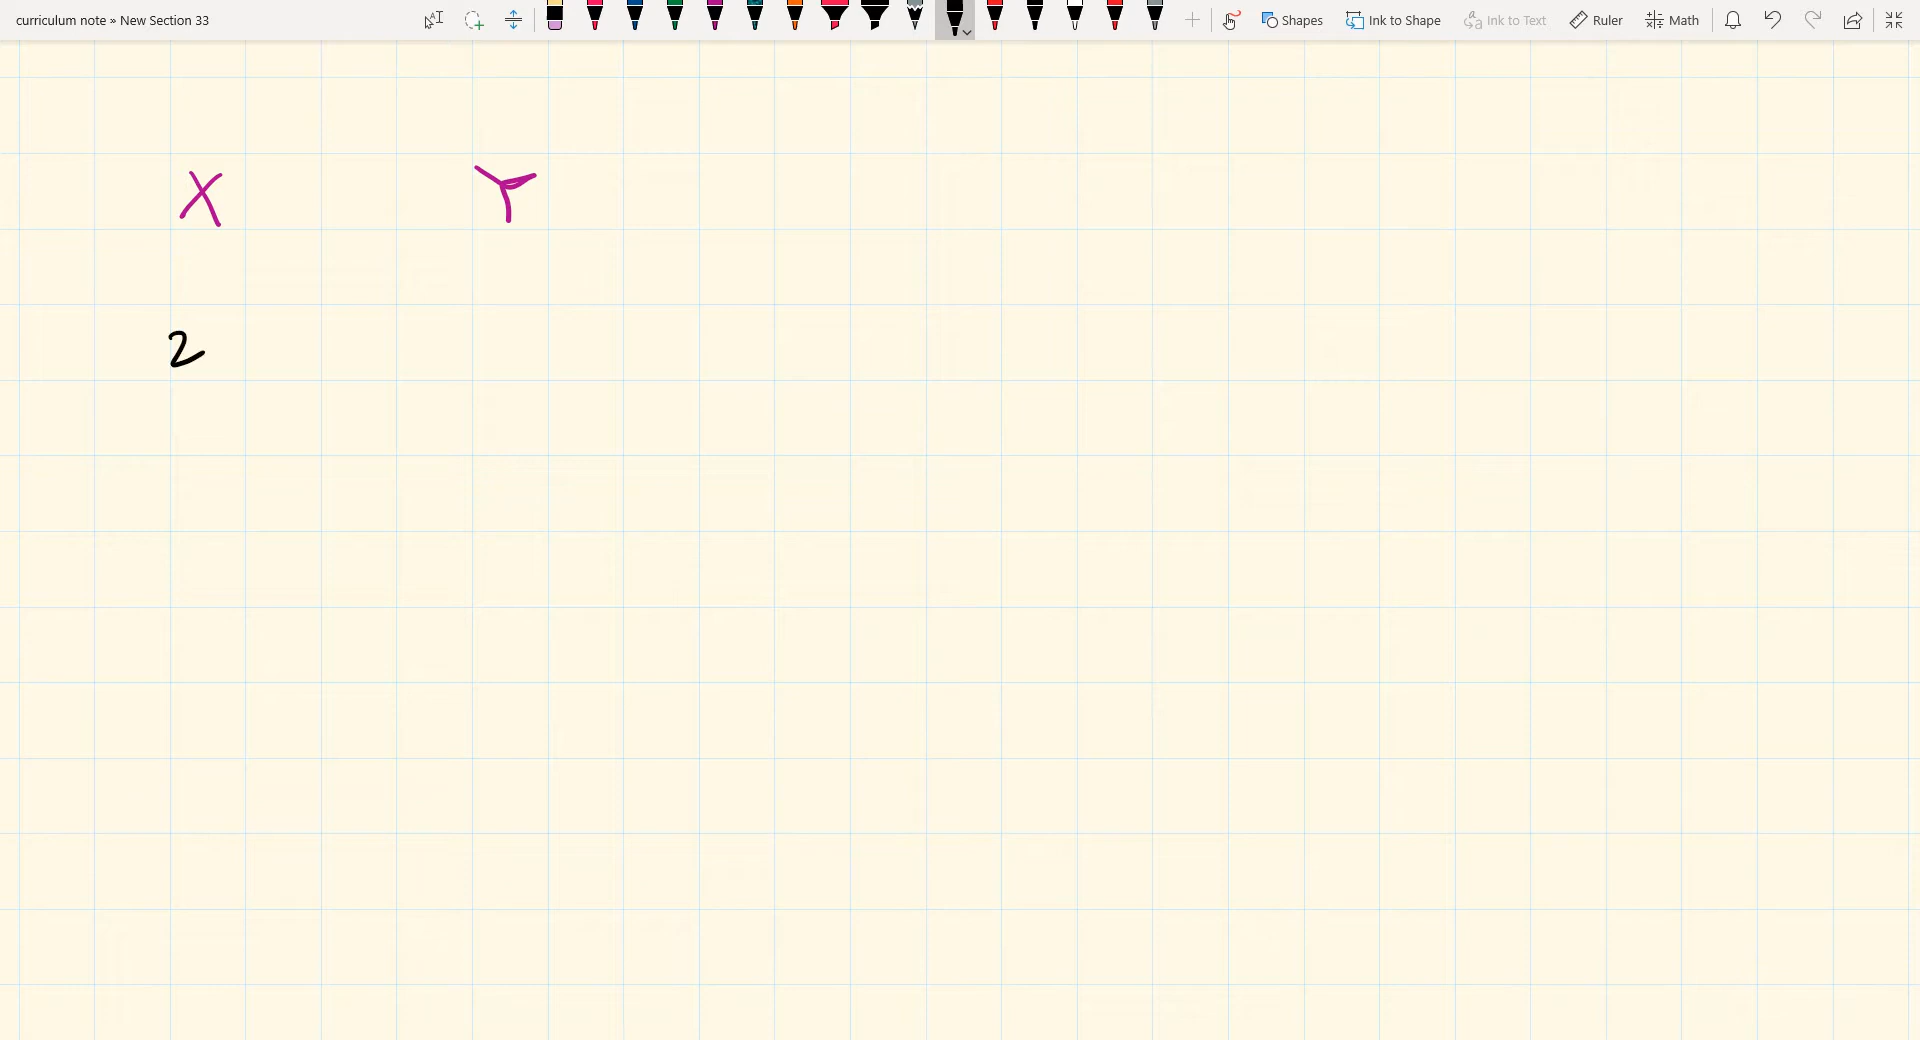 curriculum note » New Section 33 Shapes Ink to Shape Ink to Text Ruler Math
X Y
2